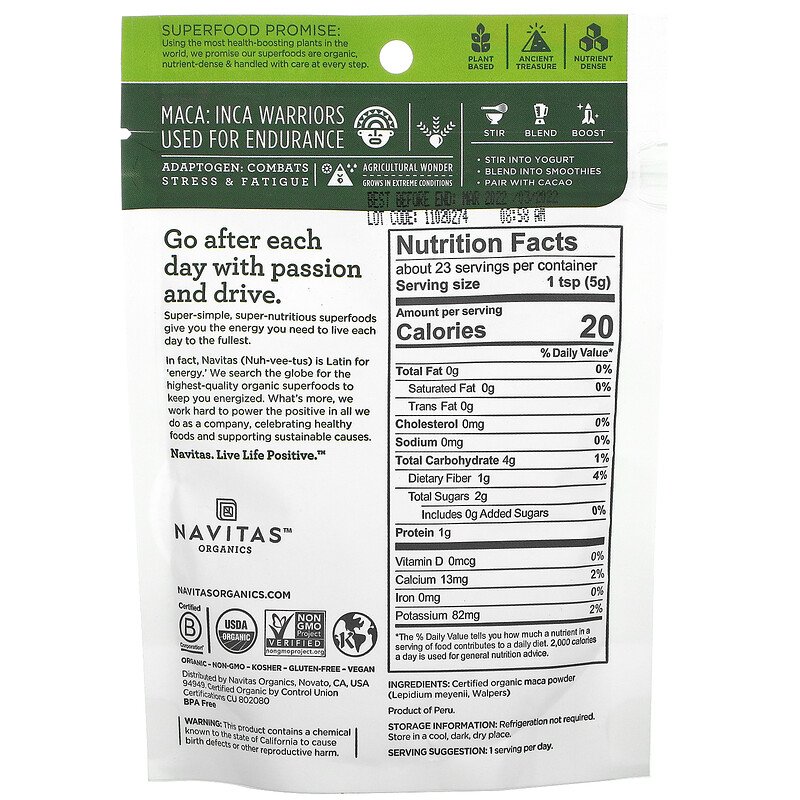 SUPERFOOD PROMISE:
Using the most health-boosting plants in the
world, we promise our superfoods are organic,
nutrient-dense & handled with care at every step.
PLANT
BASED
ANCIENT
TREASURE
NUTRIENT
DENSE
MACA: INCA WARRIORS
USED FOR ENDURANCE
ADAPTOGEN: COMBATS
STRESS & FATIGUE
AGRICULTURAL WONDER
GROWS IN EXTREME CONDITIONS
STIR
BLEND
BOOST
• STIR INTO YOGURT
• BLEND INTO SMOOTHIES
• PAIR WITH CACAO
BEST BEFORE END: MAR 2022 03 2022
LOT CODE: 11020274 08:58 AM
Go after each
day with passion
and drive.
Super-simple, super-nutritious superfoods
give you the energy you need to live each
day to the fullest.
In fact, Navitas (Nuh-vee-tus) is Latin for
'energy.' We search the globe for the
highest-quality organic superfoods to
keep you energized. What's more, we
work hard to power the positive in all we
do as a company, celebrating healthy
foods and supporting sustainable causes.
Navitas. Live Life Positive.™
NAVITAS™
ORGANICS
NAVITASORGANICS.COM
Certified
B
Corporation
USDA
ORGANIC
NON
GMO
Project
VERIFIED
nongmoproject.org
K
ORGANIC – NON-GMO – KOSHER – GLUTEN-FREE – VEGAN
Distributed by Navitas Organics, Novato, CA, USA
94949. Certified Organic by Control Union
Certifications CU 802080
BPA Free
WARNING: This product contains a chemical
known to the state of California to cause
birth defects or other reproductive harm.
Nutrition Facts
about 23 servings per container
Serving size 1 tsp (5g)
Amount per serving
Calories 20
% Daily Value*
Total Fat 0g 0%
Saturated Fat 0g 0%
Trans Fat 0g
Cholesterol 0mg 0%
Sodium 0mg 0%
Total Carbohydrate 4g 1%
Dietary Fiber 1g 4%
Total Sugars 2g
Includes 0g Added Sugars 0%
Protein 1g
Vitamin D 0mcg 0%
Calcium 13mg 2%
Iron 0mg 0%
Potassium 82mg 2%
*The % Daily Value tells you how much a nutrient in a
serving of food contributes to a daily diet. 2,000 calories
a day is used for general nutrition advice.
INGREDIENTS: Certified organic maca powder
(Lepidium meyenii, Walpers)
Product of Peru.
STORAGE INFORMATION: Refrigeration not required.
Store in a cool, dark, dry place.
SERVING SUGGESTION: 1 serving per day.